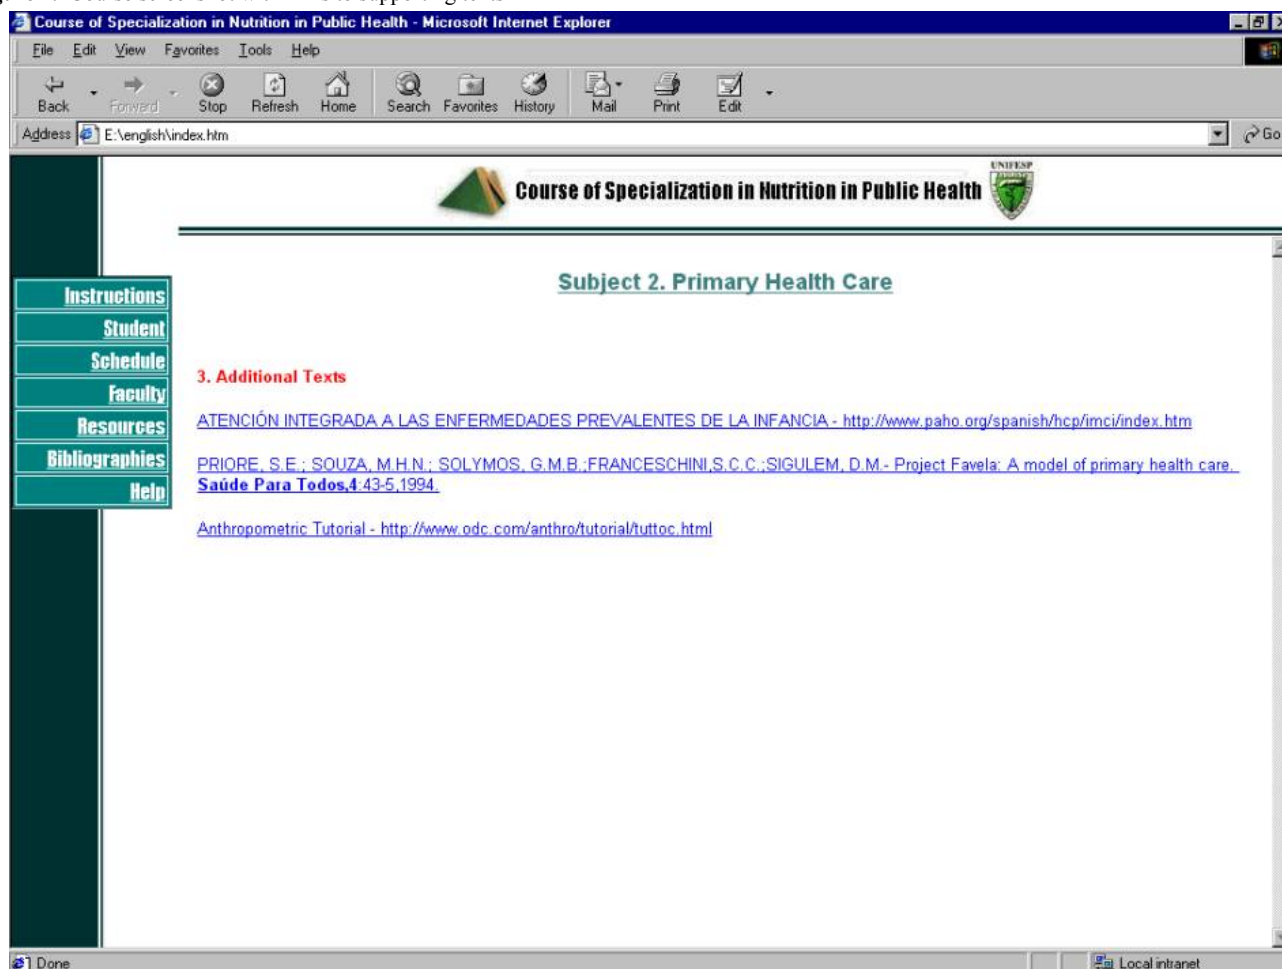 Course of Specialization in Nutrition in Public Health - Microsoft Internet Explorer
File Edit View Favorites Tools Help
Back Forward Stop Refresh Home Search Favorites History Mail Print Edit
Address E:\english\index.htm Go
UNIFESP
Course of Specialization in Nutrition in Public Health
Subject 2. Primary Health Care
Instructions
Student
Schedule
Faculty
Resources
Bibliographies
Help
3. Additional Texts
ATENCIÓN INTEGRADA A LAS ENFERMEDADES PREVALENTES DE LA INFANCIA - http://www.paho.org/spanish/hcp/imci/index.htm
PRIORE, S.E.; SOUZA, M.H.N.; SOLYMOS, G.M.B.;FRANCESCHINI,S.C.C.;SIGULEM, D.M.- Project Favela: A model of primary health care.
Saúde Para Todos,4:43-5,1994.
Anthropometric Tutorial - http://www.odc.com/anthro/tutorial/tuttoc.html
Done Local intranet